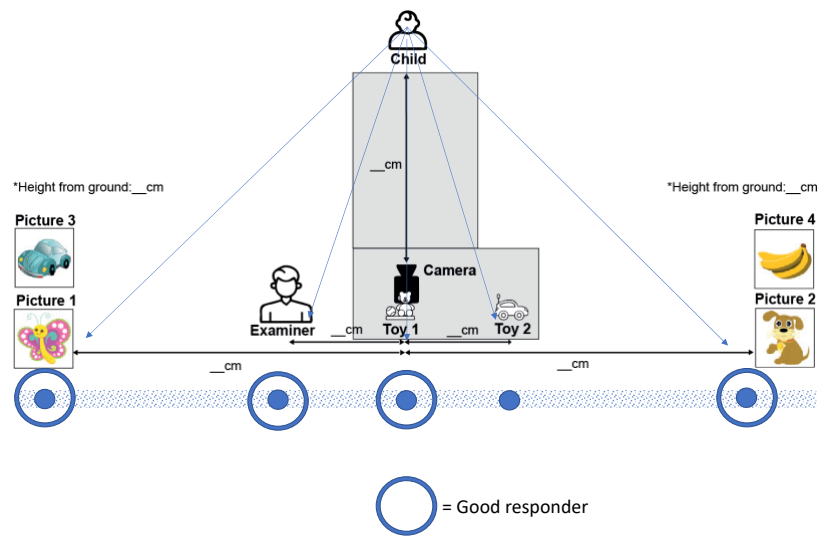 Child
__cm
*Height from ground:__cm
*Height from ground:__cm
Picture 3
Picture 4
Camera
Picture 1
Picture 2
Examiner
__cm
Toy 1
__cm
Toy 2
__cm
__cm
= Good responder